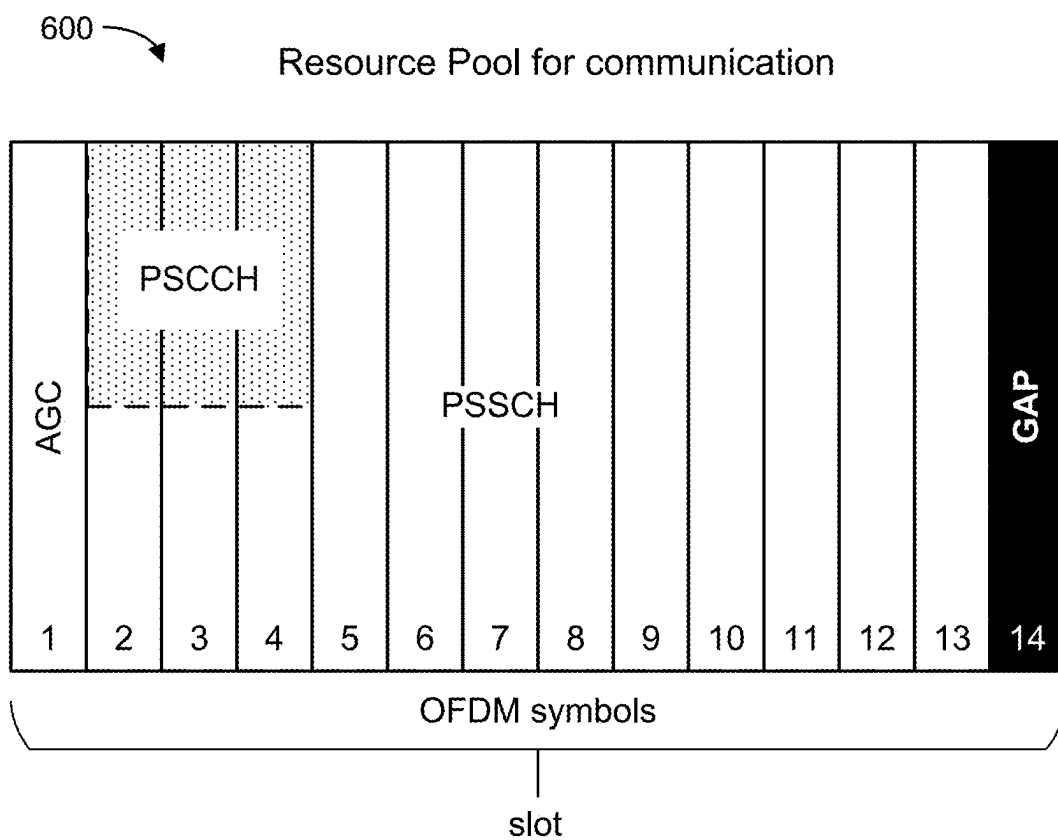 600
Resource Pool for communication
PSCCH
AGC
PSSCH
GAP
1 2 3 4 5 6 7 8 9 10 11 12 13 14
OFDM symbols
slot